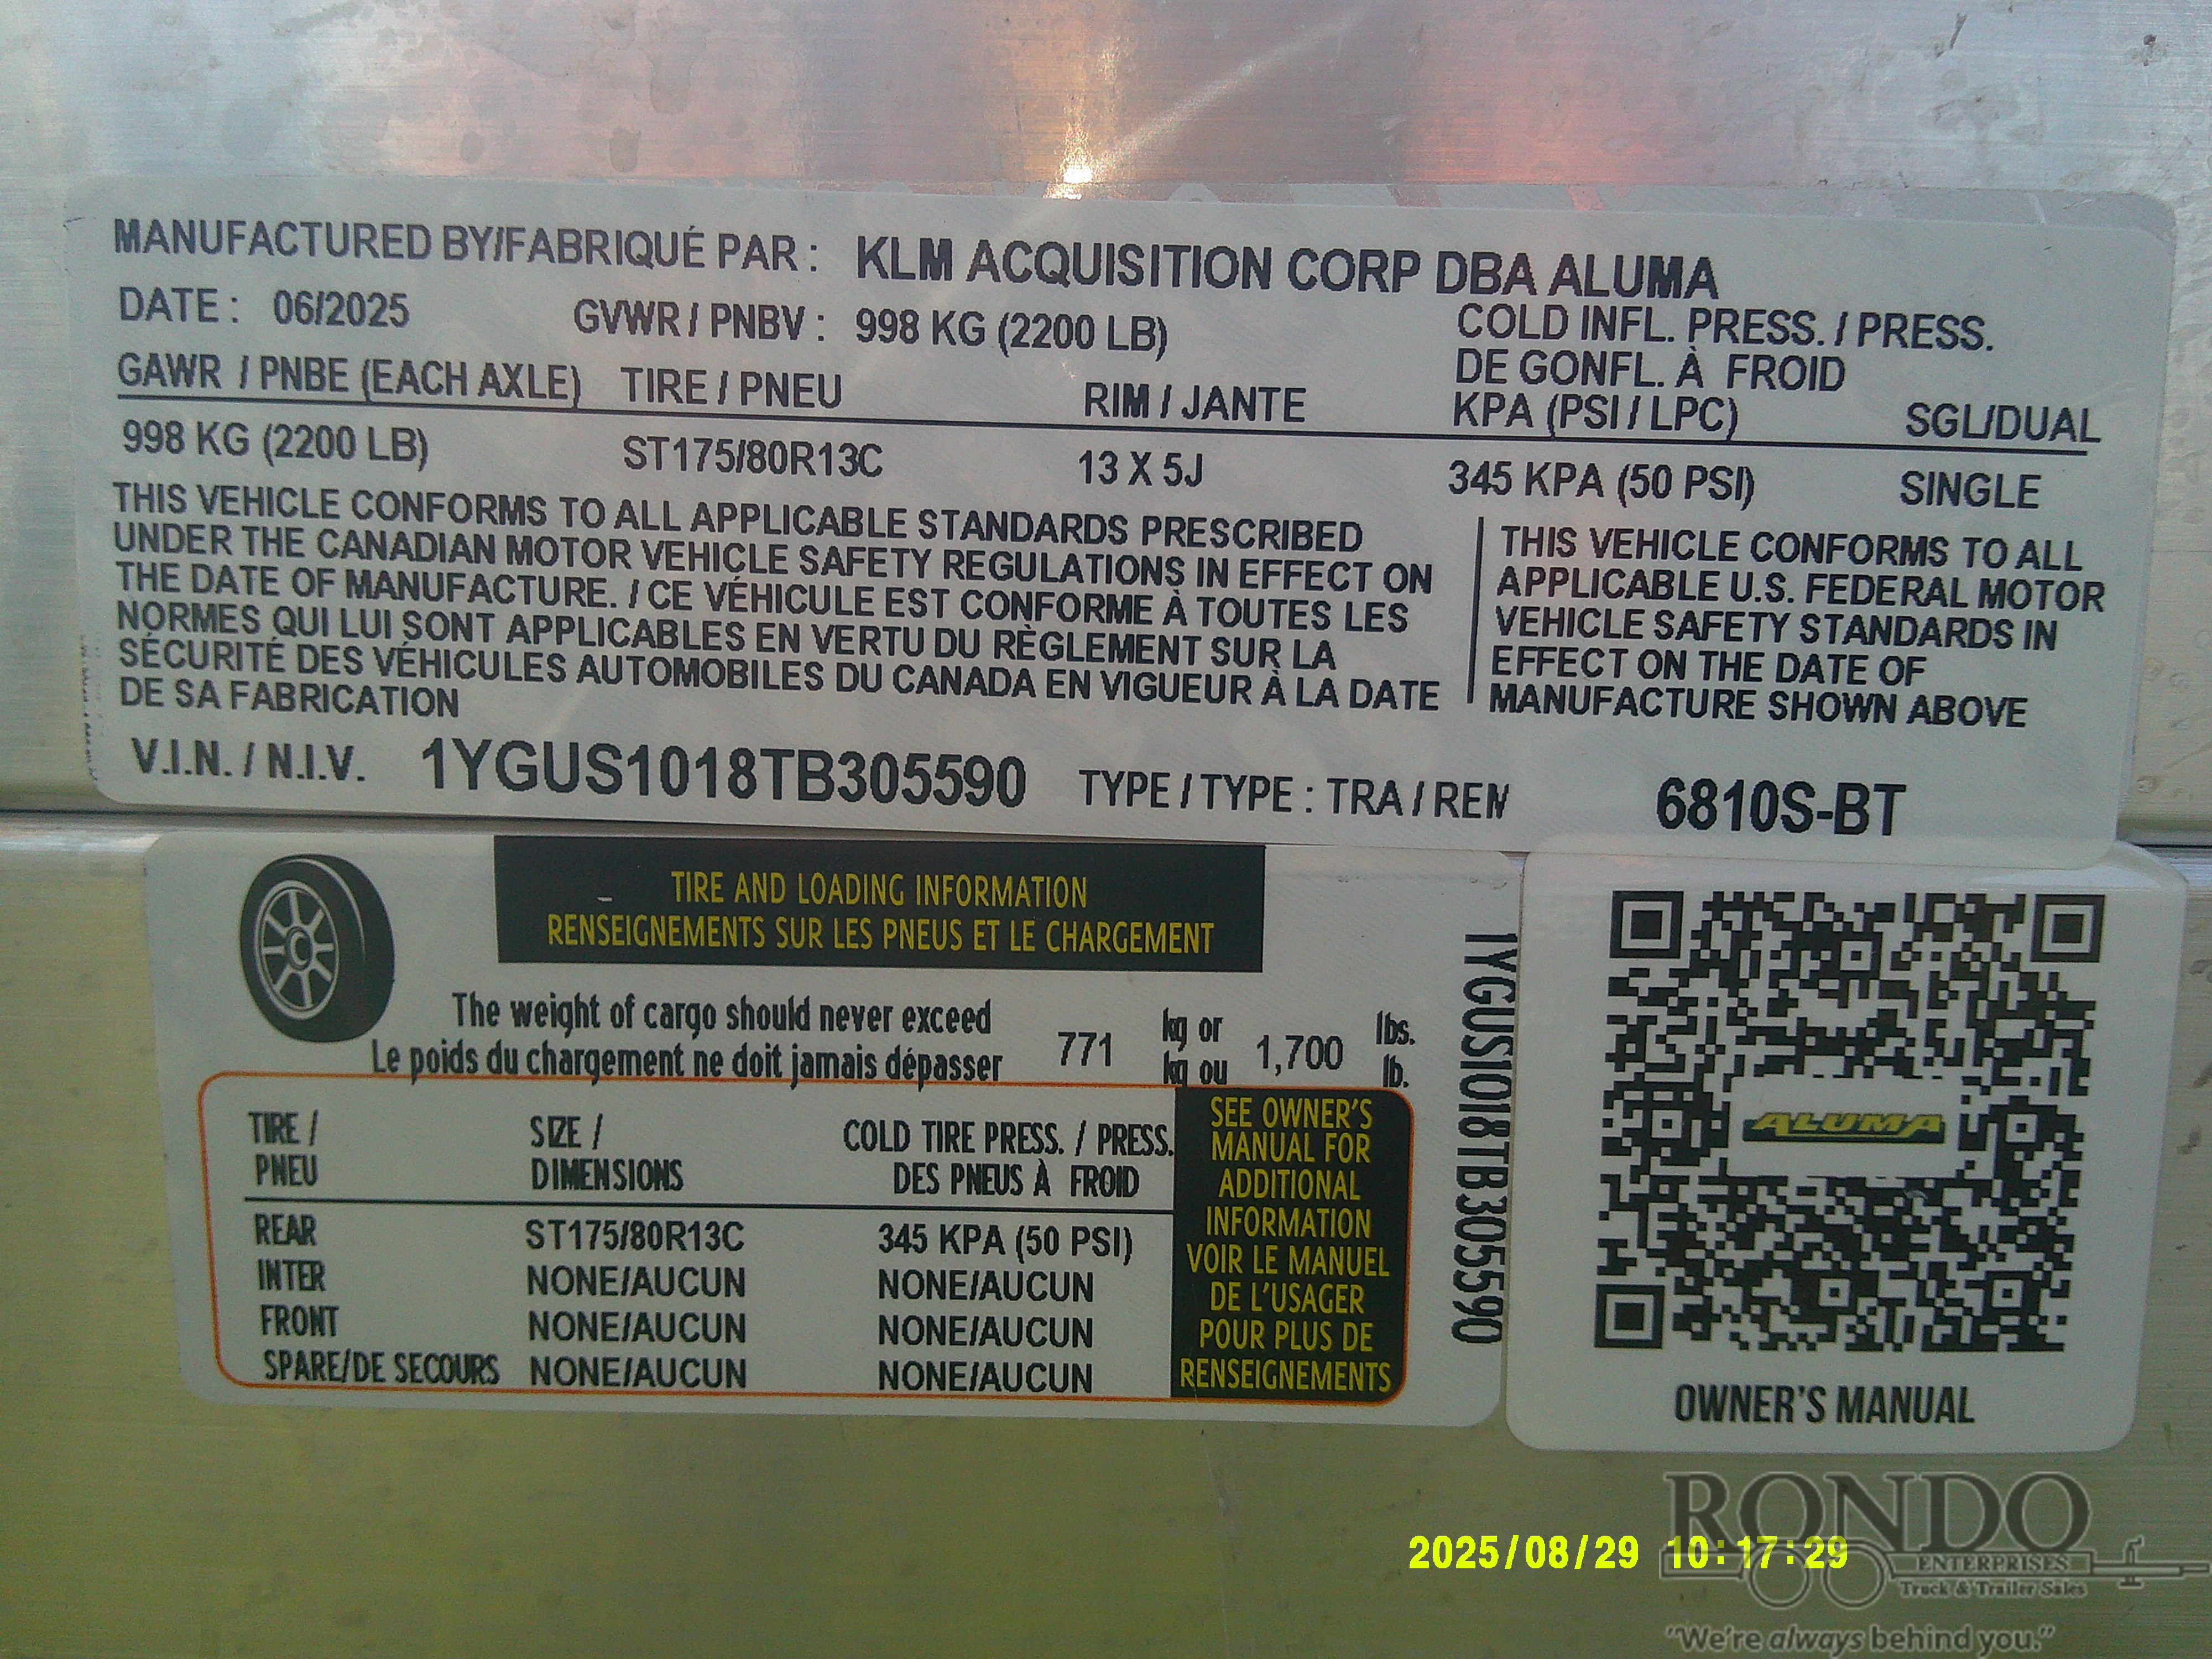 MANUFACTURED BY/FABRIQUÉ PAR : KLM ACQUISITION CORP DBA ALUMA
DATE : 06/2025 GVWR / PNBV : 998 KG (2200 LB)
COLD INFL. PRESS. / PRESS.
DE GONFL. À FROID
GAWR / PNBE (EACH AXLE) TIRE / PNEU RIM / JANTE KPA (PSI / LPC) SGL/DUAL
998 KG (2200 LB) ST175/80R13C 13 X 5J 345 KPA (50 PSI) SINGLE
THIS VEHICLE CONFORMS TO ALL APPLICABLE STANDARDS PRESCRIBED
UNDER THE CANADIAN MOTOR VEHICLE SAFETY REGULATIONS IN EFFECT ON
THE DATE OF MANUFACTURE. / CE VÉHICULE EST CONFORME À TOUTES LES
NORMES QUI LUI SONT APPLICABLES EN VERTU DU RÈGLEMENT SUR LA
SÉCURITÉ DES VÉHICULES AUTOMOBILES DU CANADA EN VIGUEUR À LA DATE
DE SA FABRICATION
THIS VEHICLE CONFORMS TO ALL
APPLICABLE U.S. FEDERAL MOTOR
VEHICLE SAFETY STANDARDS IN
EFFECT ON THE DATE OF
MANUFACTURE SHOWN ABOVE
V.I.N. / N.I.V. 1YGUS1018TB305590 TYPE / TYPE : TRA / REM 6810S-BT
TIRE AND LOADING INFORMATION
RENSEIGNEMENTS SUR LES PNEUS ET LE CHARGEMENT
The weight of cargo should never exceed
Le poids du chargement ne doit jamais dépasser
771 kg or 1,700 lbs.
kg ou lb.
TIRE / SIZE / COLD TIRE PRESS. / PRESS.
PNEU DIMENSIONS DES PNEUS À FROID
REAR ST175/80R13C 345 KPA (50 PSI)
INTER NONE/AUCUN NONE/AUCUN
FRONT NONE/AUCUN NONE/AUCUN
SPARE/DE SECOURS NONE/AUCUN NONE/AUCUN
SEE OWNER'S
MANUAL FOR
ADDITIONAL
INFORMATION
VOIR LE MANUEL
DE L'USAGER
POUR PLUS DE
RENSEIGNEMENTS
1YGUS1018TB305590
ALUMA
OWNER'S MANUAL
2025/08/29 10:17:29
RONDO
ENTERPRISES
Truck & Trailer Sales
"We're always behind you."